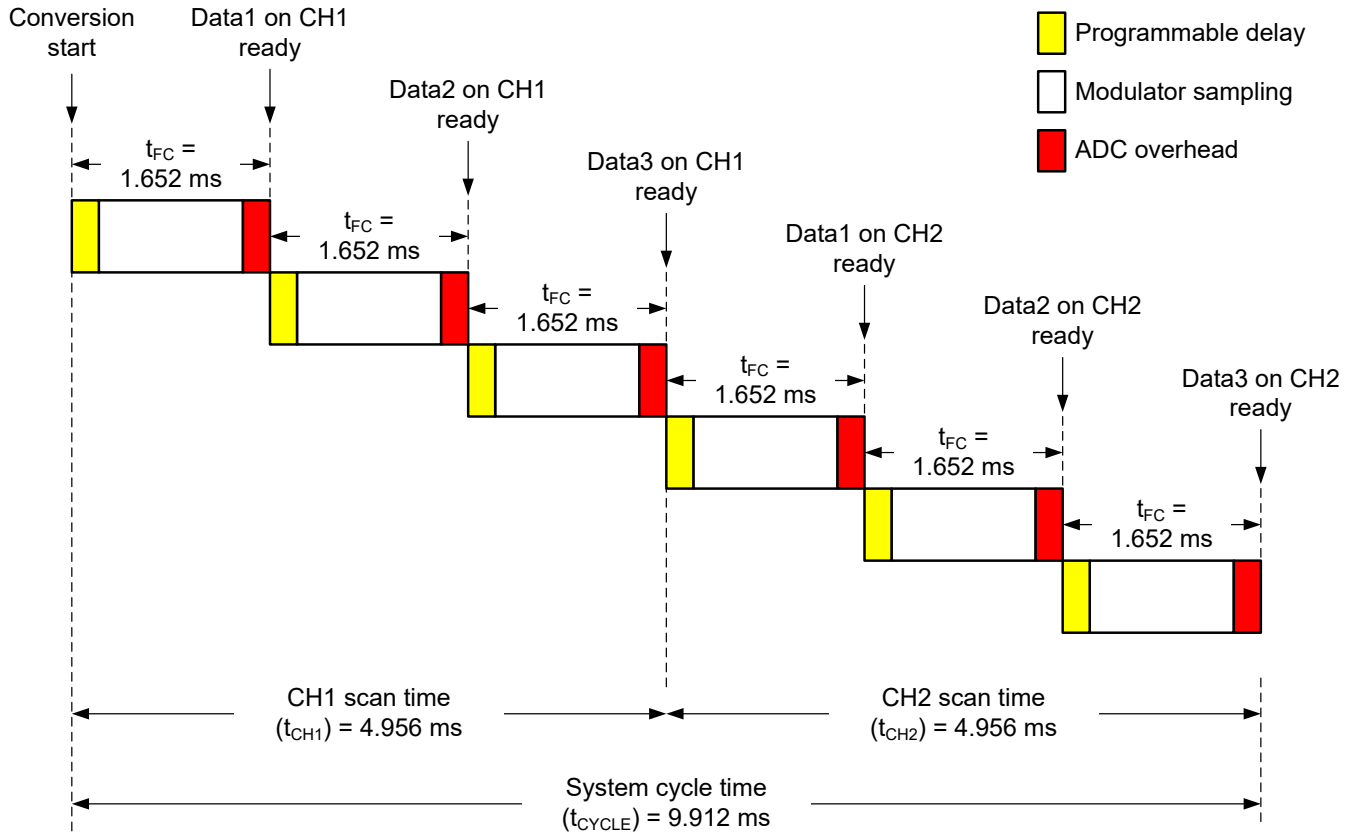 Conversion
start
Data1 on CH1
ready
Data2 on CH1
ready
Data3 on CH1
ready
Data1 on CH2
ready
Data2 on CH2
ready
Data3 on CH2
ready
Programmable delay
Modulator sampling
ADC overhead
tFC =
1.652 ms
tFC =
1.652 ms
tFC =
1.652 ms
tFC =
1.652 ms
tFC =
1.652 ms
tFC =
1.652 ms
CH1 scan time
(tCH1) = 4.956 ms
CH2 scan time
(tCH2) = 4.956 ms
System cycle time
(tCYCLE) = 9.912 ms